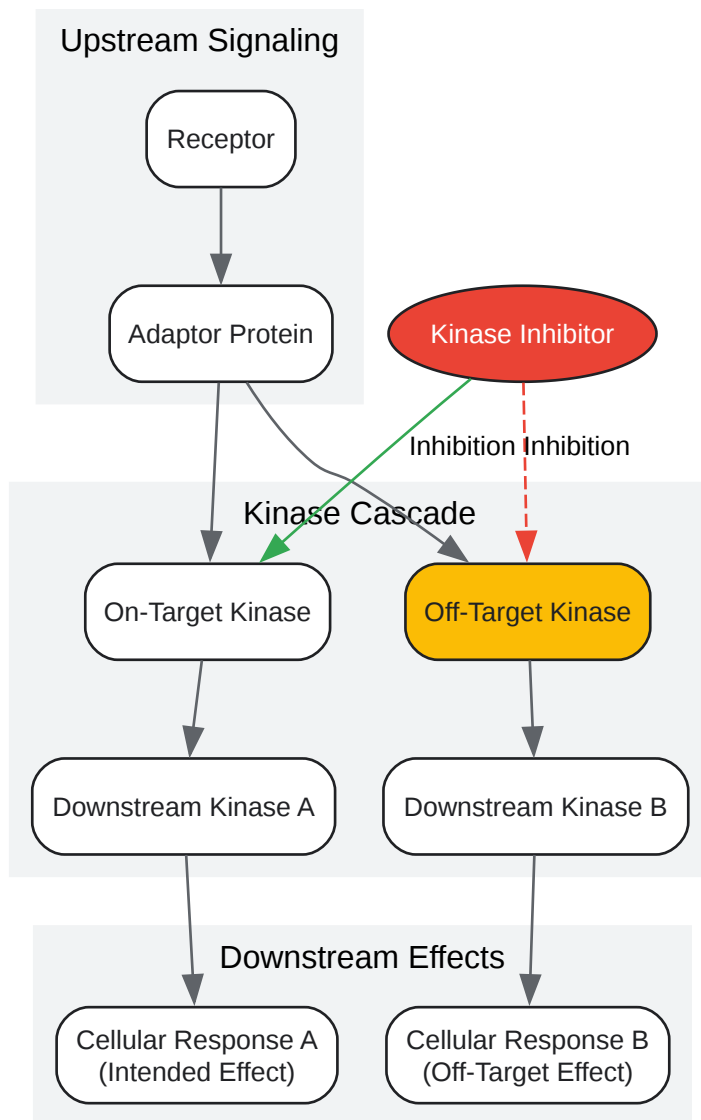 Upstream Signaling
Receptor
Adaptor Protein
Kinase Inhibitor
Inhibition
Inhibition
Kinase Cascade
On-Target Kinase
Off-Target Kinase
Downstream Kinase A
Downstream Kinase B
Downstream Effects
Cellular Response A
(Intended Effect)
Cellular Response B
(Off-Target Effect)